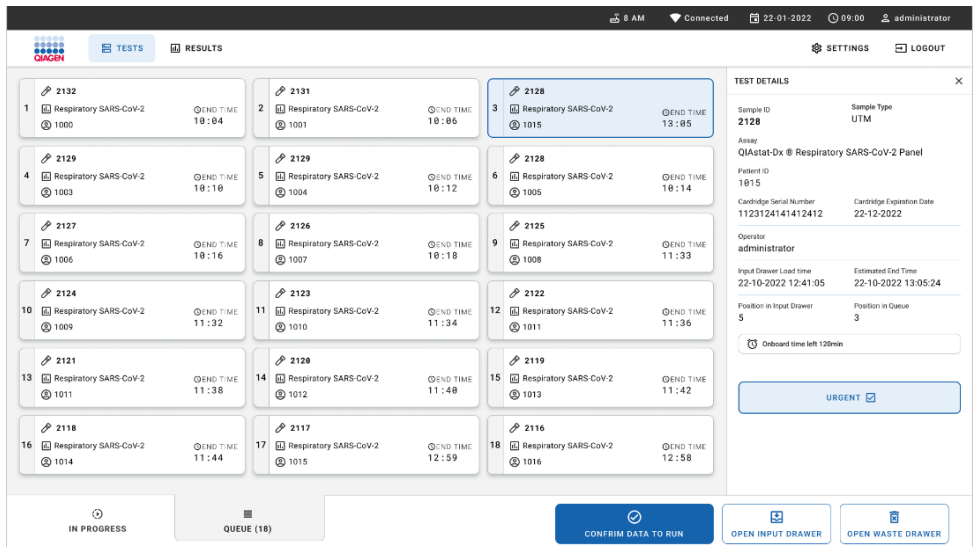 8 AM Connected 22-01-2022 09:00 administrator
QIAGEN TESTS RESULTS SETTINGS LOGOUT
1 2132 Respiratory SARS-CoV-2 1000 END TIME 10:04
2 2131 Respiratory SARS-CoV-2 1001 END TIME 10:06
3 2128 Respiratory SARS-CoV-2 1015 END TIME 13:05
4 2129 Respiratory SARS-CoV-2 1003 END TIME 10:10
5 2129 Respiratory SARS-CoV-2 1004 END TIME 10:12
6 2128 Respiratory SARS-CoV-2 1005 END TIME 10:14
7 2127 Respiratory SARS-CoV-2 1006 END TIME 10:16
8 2126 Respiratory SARS-CoV-2 1007 END TIME 10:18
9 2125 Respiratory SARS-CoV-2 1008 END TIME 11:33
10 2124 Respiratory SARS-CoV-2 1009 END TIME 11:32
11 2123 Respiratory SARS-CoV-2 1010 END TIME 11:34
12 2122 Respiratory SARS-CoV-2 1011 END TIME 11:36
13 2121 Respiratory SARS-CoV-2 1011 END TIME 11:38
14 2120 Respiratory SARS-CoV-2 1012 END TIME 11:40
15 2119 Respiratory SARS-CoV-2 1013 END TIME 11:42
16 2118 Respiratory SARS-CoV-2 1014 END TIME 11:44
17 2117 Respiratory SARS-CoV-2 1015 END TIME 12:59
18 2116 Respiratory SARS-CoV-2 1016 END TIME 12:58
TEST DETAILS
Sample ID Sample Type
2128 UTM
Assay
QIAstat-Dx ® Respiratory SARS-CoV-2 Panel
Patient ID
1015
Cardridge Serial Number Cardridge Expiration Date
1123124141412412 22-12-2022
Operator
administrator
Input Drawer Load time Estimated End Time
22-10-2022 12:41:05 22-10-2022 13:05:24
Position in Input Drawer Position in Queue
5 3
Onboard time left 120min
URGENT
IN PROGRESS
QUEUE (18)
CONFRIM DATA TO RUN
OPEN INPUT DRAWER
OPEN WASTE DRAWER